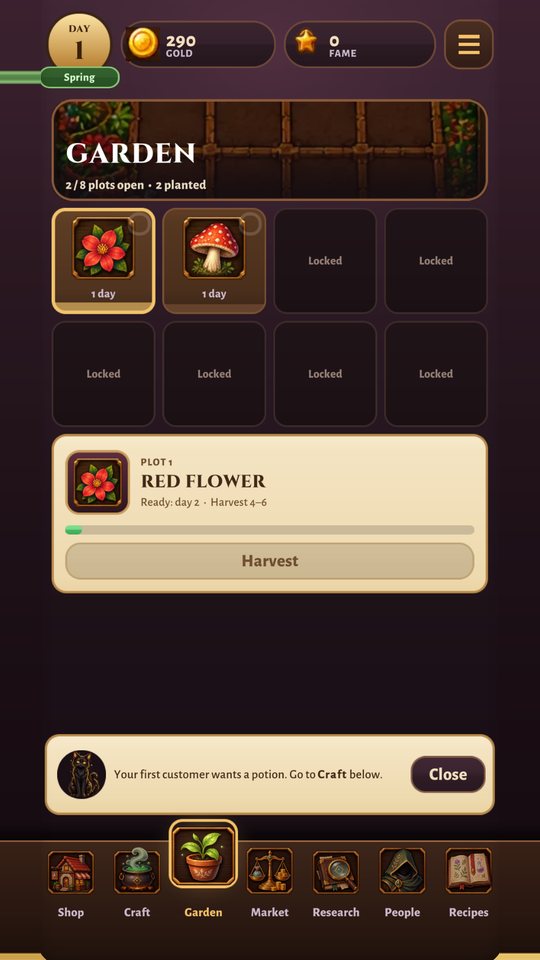 DAY
1
Spring
290
GOLD
0
FAME
GARDEN
2 / 8 plots open • 2 planted
1 day
1 day
Locked
Locked
Locked
Locked
Locked
Locked
PLOT 1
RED FLOWER
Ready: day 2 · Harvest 4–6
Harvest
Your first customer wants a potion. Go to Craft below.
Close
Shop
Craft
Garden
Market
Research
People
Recipes